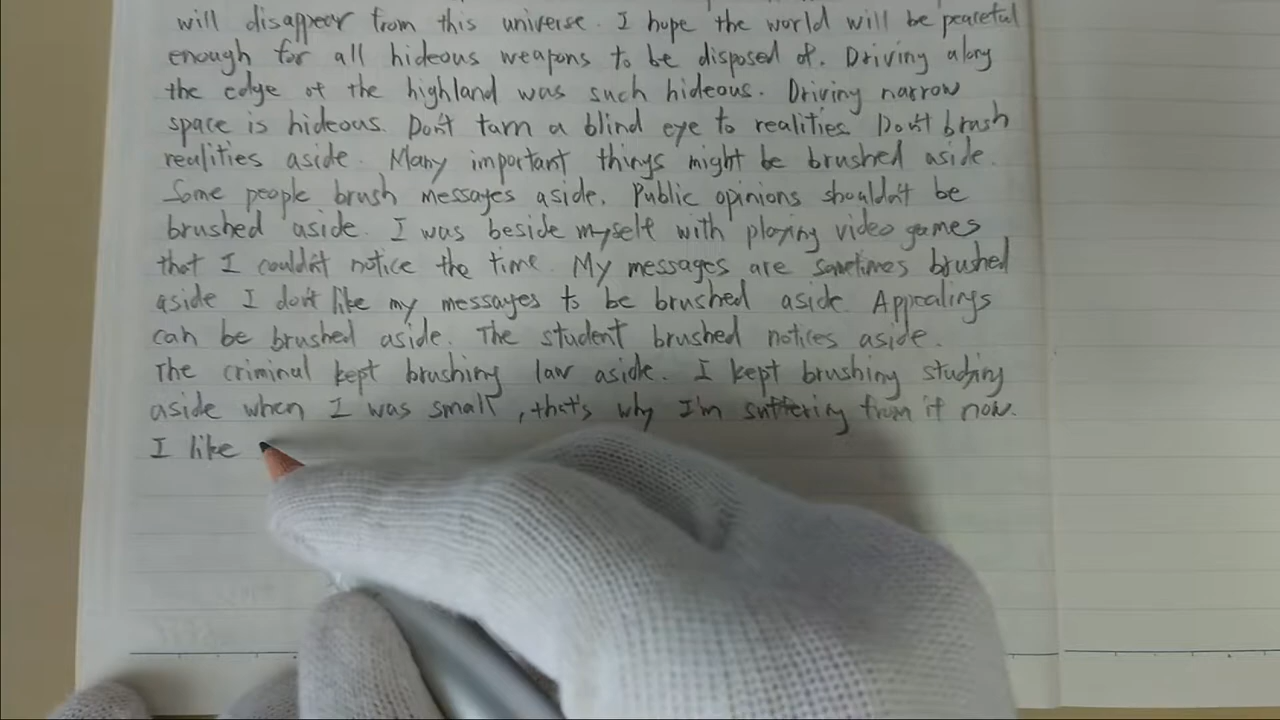 will disappear from this universe. I hope the world will be peaceful
enough for all hideous weapons to be disposed of. Driving along
the edge of the highland was such hideous. Driving narrow
space is hideous. Don't turn a blind eye to realities. Don't brush
realities aside. Many important things might be brushed aside.
Some people brush messages aside. Public opinions shouldn't be
brushed aside. I was beside myself with playing video games
that I couldn't notice the time. My messages are sometimes brushed
aside I don't like my messages to be brushed aside. Appealings
can be brushed aside. The student brushed notices aside.
The criminal kept brushing law aside. I kept brushing studying
aside when I was small, that's why I'm suffering from it now.
I like